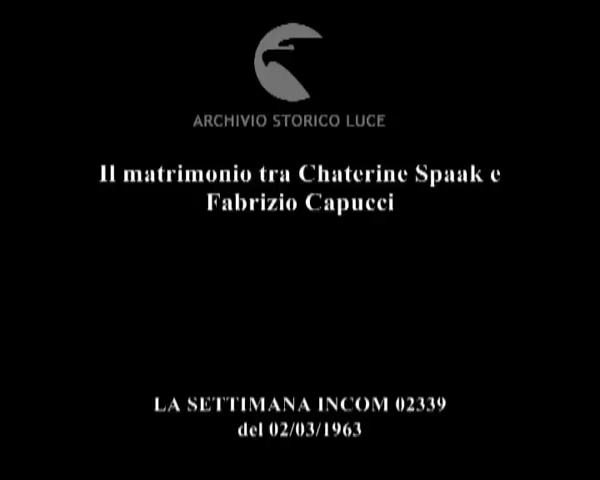 ARCHIVIO STORICO LUCE
Il matrimonio tra Chaterine Spaak e
Fabrizio Capucci
LA SETTIMANA INCOM 02339
del 02/03/1963